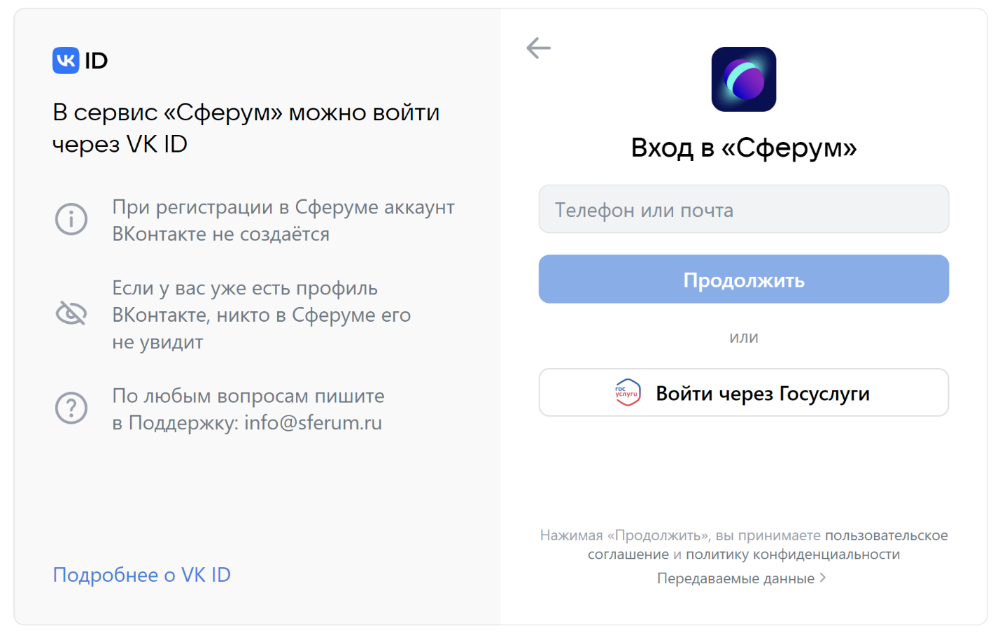 VK ID
В сервис «Сферум» можно войти
через VK ID
При регистрации в Сферуме аккаунт
ВКонтакте не создаётся
Если у вас уже есть профиль
ВКонтакте, никто в Сферуме его
не увидит
По любым вопросам пишите
в Поддержку: info@sferum.ru
Подробнее о VK ID
Вход в «Сферум»
Телефон или почта
Продолжить
или
гос
услуги
Войти через Госуслуги
Нажимая «Продолжить», вы принимаете пользовательское
соглашение и политику конфиденциальности
Передаваемые данные